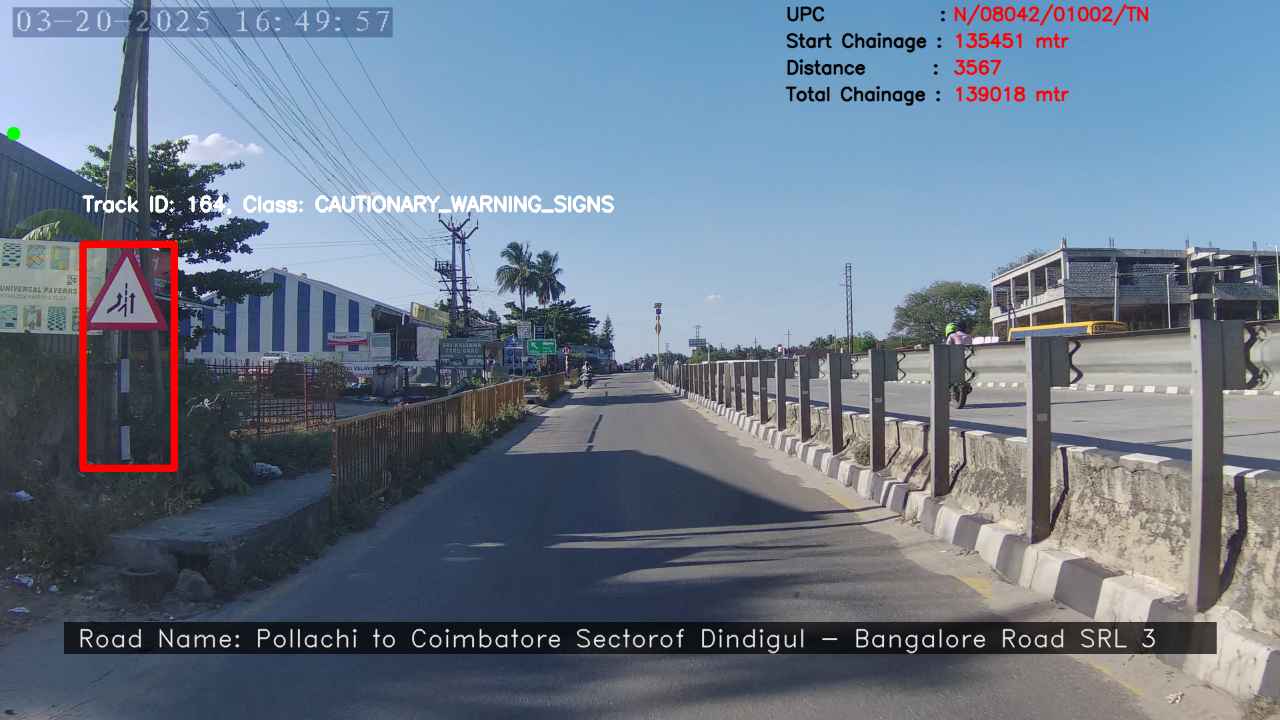 03-20-2025 16:49:57
UPC : N/08042/01002/TN
Start Chainage : 135451 mtr
Distance : 3567
Total Chainage : 139018 mtr
Track ID: 164, Class: CAUTIONARY_WARNING_SIGNS
UNIVERSAL PAVERS
Road Name: Pollachi to Coimbatore Sectorof Dindigul - Bangalore Road SRL 3